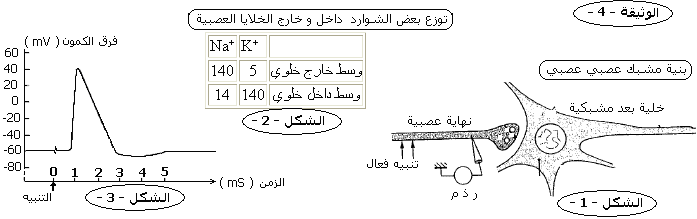 الوثيقة - 4 -
توزع بعض الشوارد داخل و خارج الخلايا العصبية
Na+ K+
وسط خارج خلوي 5 140
وسط داخل خلوي 140 14
الشكل - 2 -
بنية مشبك عصبي عصبي
خلية بعد مشبكية
نهاية عصبية
تنبيه فعال
ر ذ م
الشكل - 1 -
فرق الكمون (mV)
60
40
20
0
-20
-40
-60
-80
0 1 2 3 4 5
الزمن (mS)
التنبيه
الشكل - 3 -